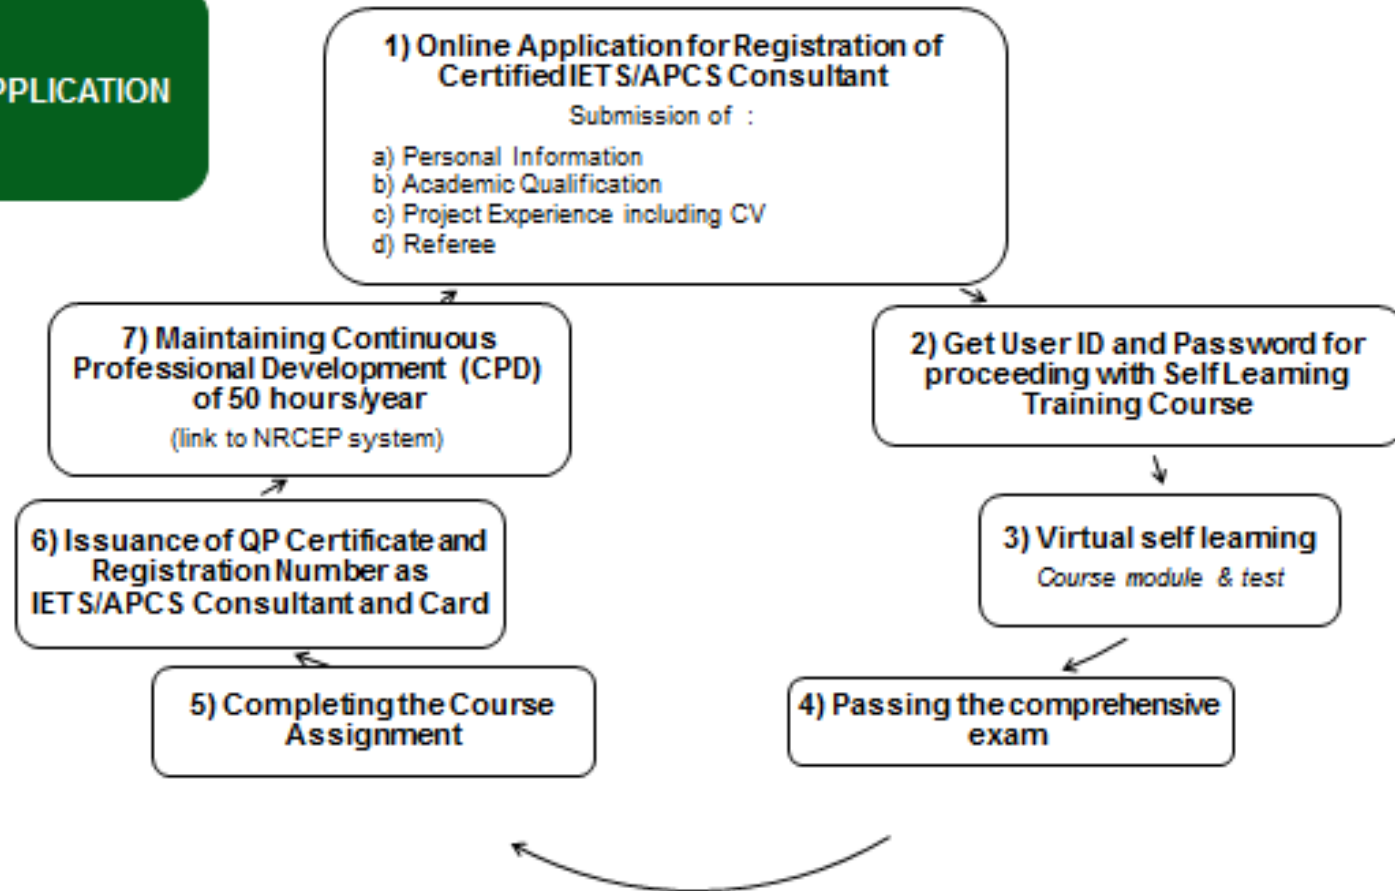 PPLICATION
1) Online Application for Registration of
Certified IETS/APCS Consultant
Submission of :
a) Personal Information
b) Academic Qualification
c) Project Experience including CV
d) Referee
2) Get User ID and Password for
proceeding with Self Learning
Training Course
3) Virtual self learning
Course module & test
4) Passing the comprehensive
exam
5) Completing the Course
Assignment
6) Issuance of QP Certificate and
Registration Number as
IETS/APCS Consultant and Card
7) Maintaining Continuous
Professional Development (CPD)
of 50 hours/year
(link to NRCEP system)